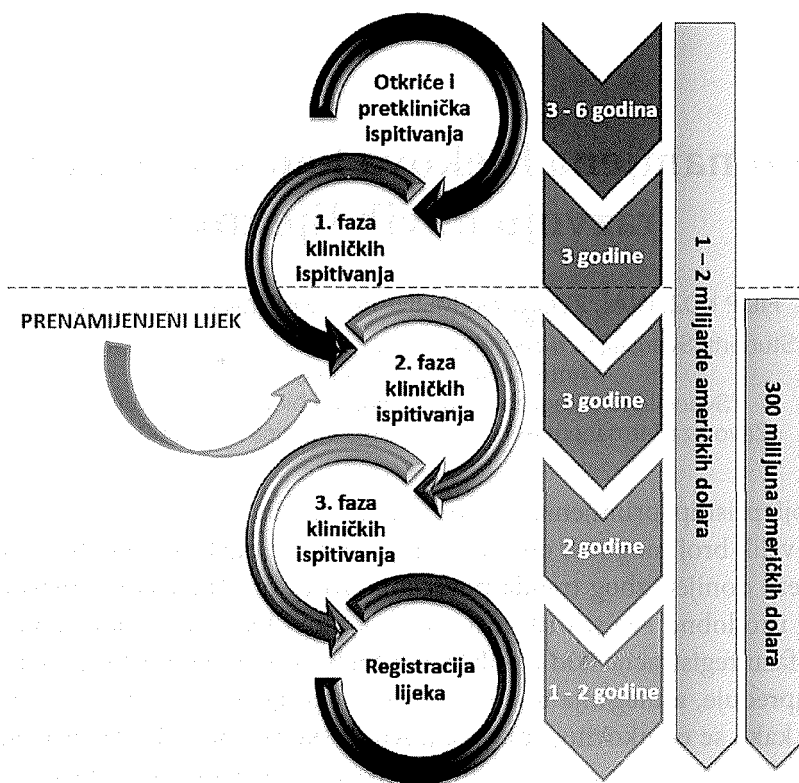 Otkriće i
pretklinička
ispitivanja
3 - 6 godina
1. faza
kliničkih
ispitivanja
3 godine
1 – 2 milijarde američkih dolara
PRENAMIJENJENI LIJEK
2. faza
kliničkih
ispitivanja
3 godine
300 milijuna američkih dolara
3. faza
kliničkih
ispitivanja
2 godine
Registracija
lijeka
1 - 2 godine